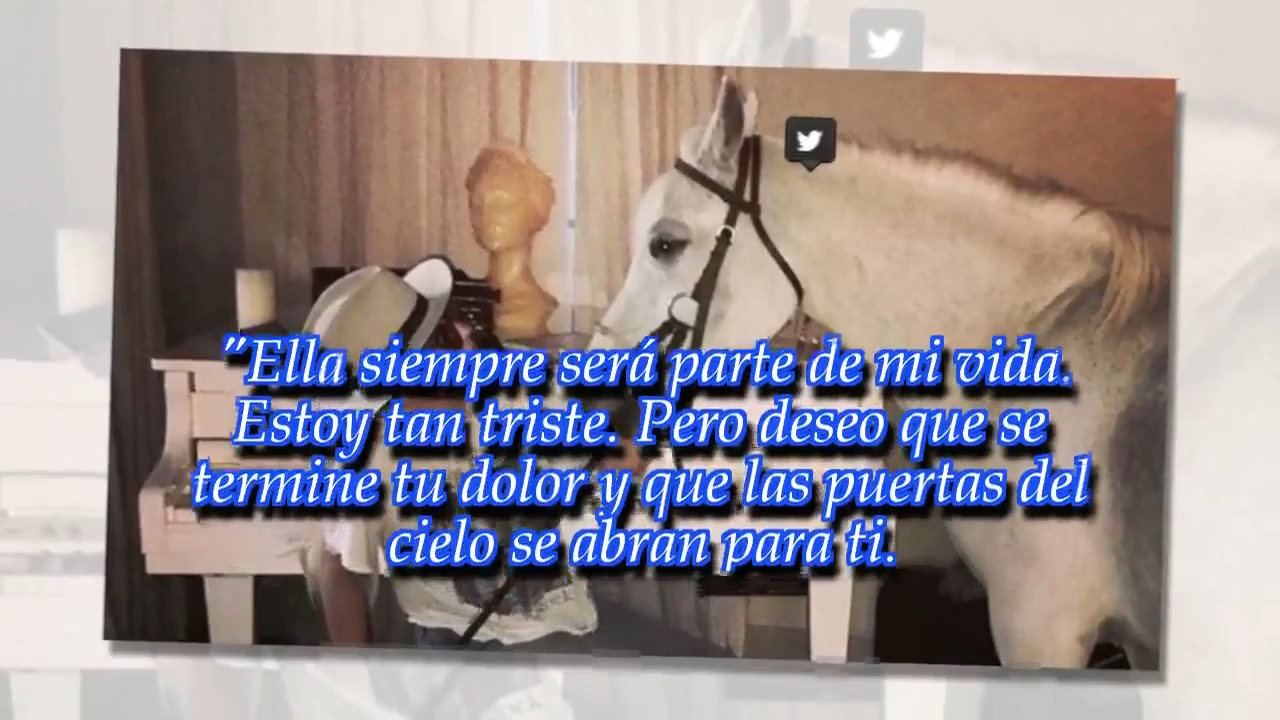 "Ella siempre será parte de mi vida.
Estoy tan triste. Pero deseo que se
termine tu dolor y que las puertas del
cielo se abran para ti.